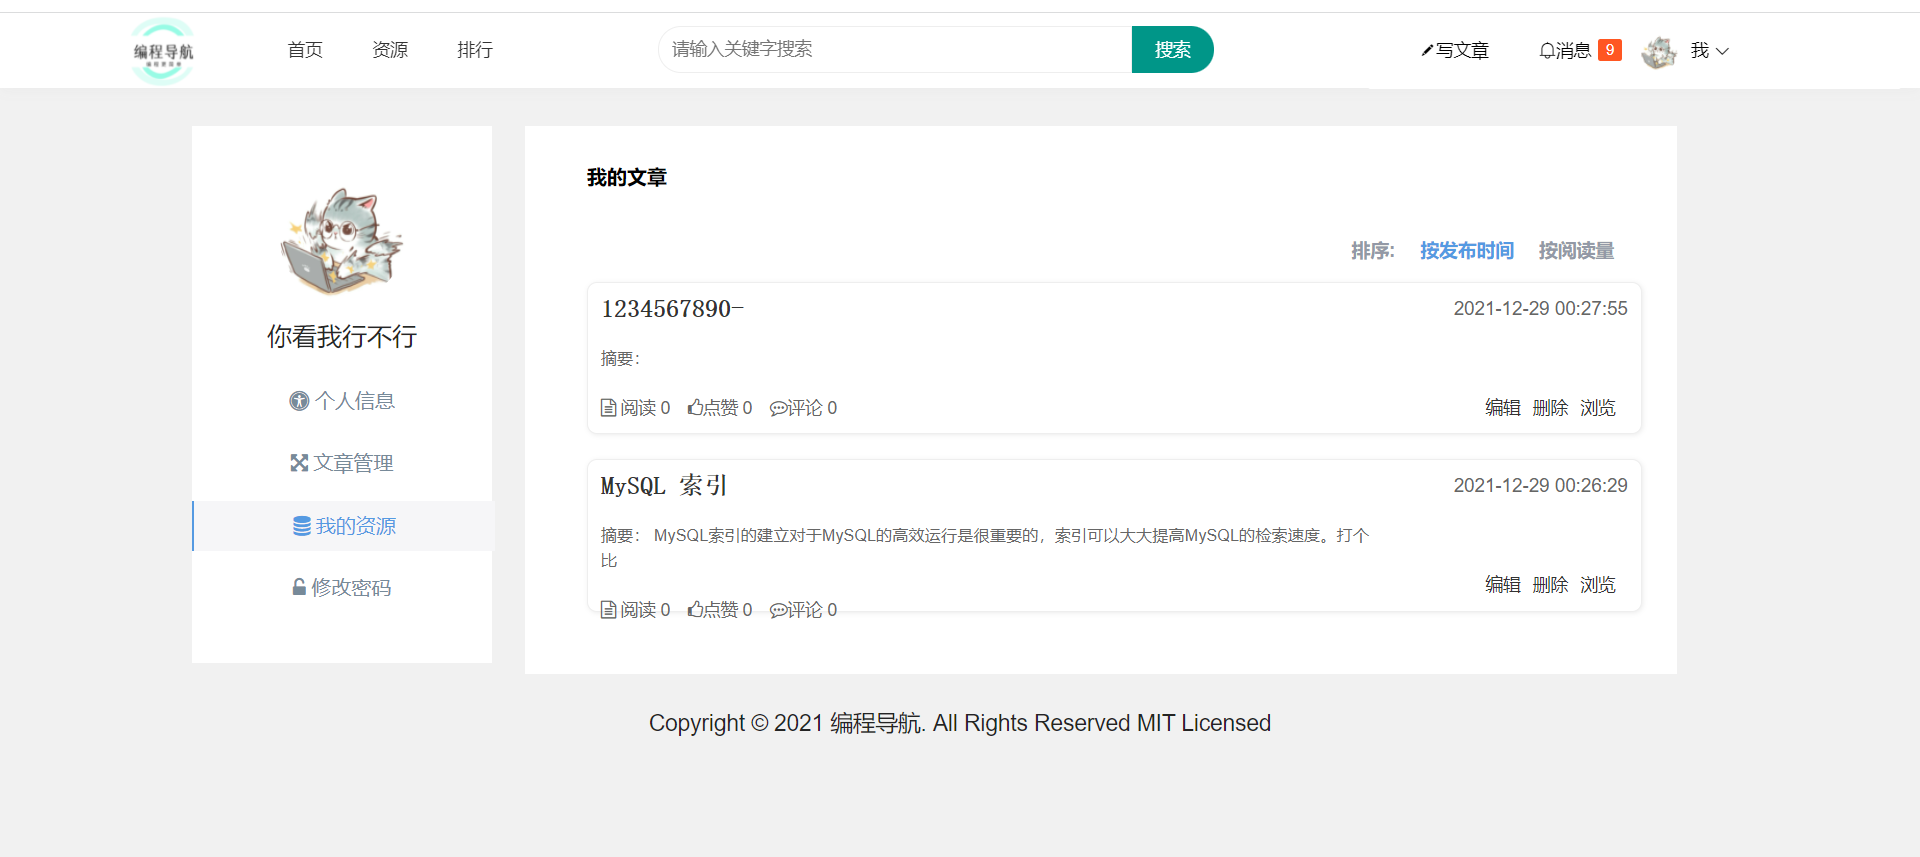 编程导航
首页 资源 排行 请输入关键字搜索 搜索 写文章 消息 9 我
你看我行不行
个人信息
文章管理
我的资源
修改密码
我的文章
排序: 按发布时间 按阅读量
1234567890- 2021-12-29 00:27:55
摘要:
阅读 0 点赞 0 评论 0 编辑 删除 浏览
MySQL 索引 2021-12-29 00:26:29
摘要: MySQL索引的建立对于MySQL的高效运行是很重要的，索引可以大大提高MySQL的检索速度。打个
比
编辑 删除 浏览
阅读 0 点赞 0 评论 0
Copyright © 2021 编程导航. All Rights Reserved MIT Licensed